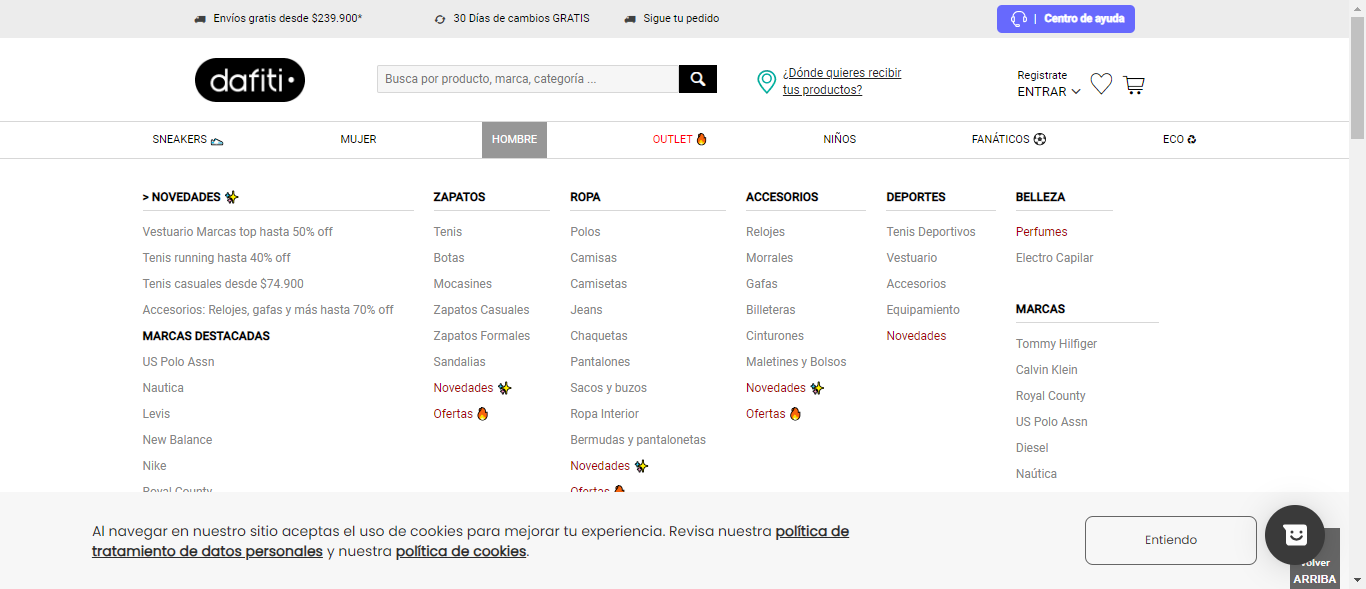 Envíos gratis desde $239.900*
30 Días de cambios GRATIS
Sigue tu pedido
| Centro de ayuda
dafiti
Busca por producto, marca, categoría ...
¿Dónde quieres recibir
tus productos?
Registrate
ENTRAR
SNEAKERS
MUJER
HOMBRE
OUTLET
NIÑOS
FANÁTICOS
ECO
> NOVEDADES
Vestuario Marcas top hasta 50% off
Tenis running hasta 40% off
Tenis casuales desde $74.900
Accesorios: Relojes, gafas y más hasta 70% off
MARCAS DESTACADAS
US Polo Assn
Nautica
Levis
New Balance
Nike
Royal County
ZAPATOS
Tenis
Botas
Mocasines
Zapatos Casuales
Zapatos Formales
Sandalias
Novedades
Ofertas
ROPA
Polos
Camisas
Camisetas
Jeans
Chaquetas
Pantalones
Sacos y buzos
Ropa Interior
Bermudas y pantalonetas
Novedades
Ofertas
ACCESORIOS
Relojes
Morrales
Gafas
Billeteras
Cinturones
Maletines y Bolsos
Novedades
Ofertas
DEPORTES
Tenis Deportivos
Vestuario
Accesorios
Equipamiento
Novedades
BELLEZA
Perfumes
Electro Capilar
MARCAS
Tommy Hilfiger
Calvin Klein
Royal County
US Polo Assn
Diesel
Naútica
Al navegar en nuestro sitio aceptas el uso de cookies para mejorar tu experiencia. Revisa nuestra política de
tratamiento de datos personales y nuestra política de cookies.
Entiendo
Volver
ARRIBA